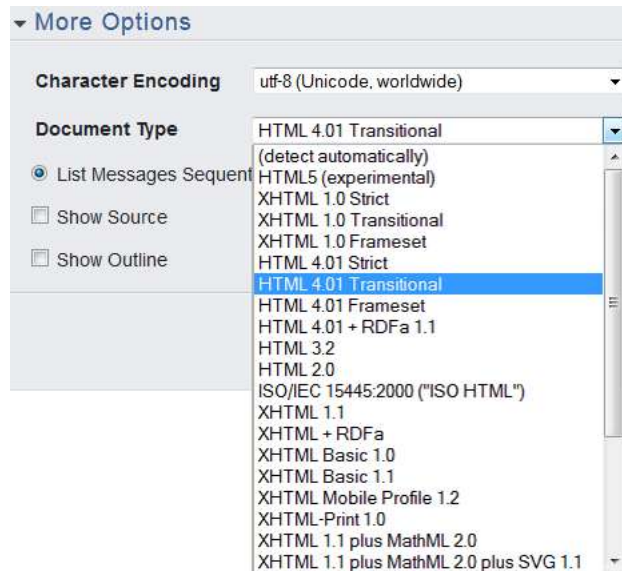 More Options
Character Encoding utf-8 (Unicode, worldwide)
Document Type HTML 4.01 Transitional
(detect automatically)
List Messages Sequent HTML5 (experimental)
XHTML 1.0 Strict
Show Source XHTML 1.0 Transitional
XHTML 1.0 Frameset
Show Outline HTML 4.01 Strict
HTML 4.01 Transitional
HTML 4.01 Frameset
HTML 4.01 + RDFa 1.1
HTML 3.2
HTML 2.0
ISO/IEC 15445:2000 ("ISO HTML")
XHTML 1.1
XHTML + RDFa
XHTML Basic 1.0
XHTML Basic 1.1
XHTML Mobile Profile 1.2
XHTML-Print 1.0
XHTML 1.1 plus MathML 2.0
XHTML 1.1 plus MathML 2.0 plus SVG 1.1